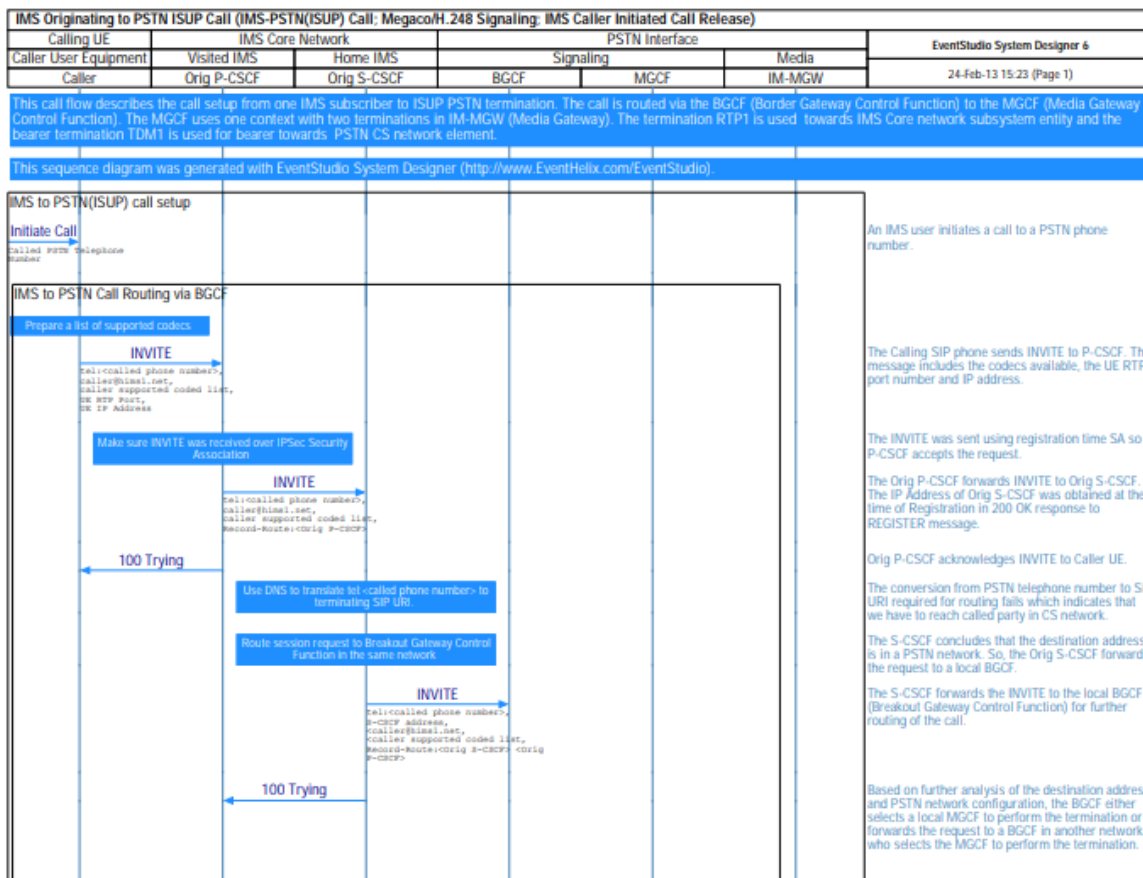 IMS Originating to PSTN ISUP Call (IMS-PSTN(ISUP) Call; Megaco/H.248 Signaling; IMS Caller Initiated Call Release)
Calling UE IMS Core Network PSTN Interface
EventStudio System Designer 6
Caller User Equipment Visited IMS Home IMS Signaling Media
Caller Orig P-CSCF Orig S-CSCF BGCF MGCF IM-MGW
24-Feb-13 15:23 (Page 1)
This call flow describes the call setup from one IMS subscriber to ISUP PSTN termination. The call is routed via the BGCF (Border Gateway Control Function) to the MGCF (Media Gateway
Control Function). The MGCF uses one context with two terminations in IM-MGW (Media Gateway). The termination RTP1 is used towards IMS Core network subsystem entity and the
bearer termination TDM1 is used for bearer towards PSTN CS network element.
This sequence diagram was generated with EventStudio System Designer (http://www.EventHelix.com/EventStudio).
IMS to PSTN(ISUP) call setup
Initiate Call
Called PSTN Telephone
Number
An IMS user initiates a call to a PSTN phone
number.
IMS to PSTN Call Routing via BGCF
Prepare a list of supported codecs
INVITE
tel:<called phone number>,
caller@hims1.net,
caller supported coded list,
UE RTP Port,
UE IP Address
The Calling SIP phone sends INVITE to P-CSCF. Th
message includes the codecs available, the UE RTP
port number and IP address.
Make sure INVITE was received over IPSec Security
Association
The INVITE was sent using registration time SA so
P-CSCF accepts the request.
INVITE
tel:<called phone number>,
caller@hims1.net,
caller supported coded list,
Record-Route:<Orig P-CSCF>
The Orig P-CSCF forwards INVITE to Orig S-CSCF.
The IP Address of Orig S-CSCF was obtained at the
time of Registration in 200 OK response to
REGISTER message.
100 Trying
Orig P-CSCF acknowledges INVITE to Caller UE.
Use DNS to translate tel:<called phone number> to
terminating SIP URI.
The conversion from PSTN telephone number to SI
URI required for routing fails which indicates that
we have to reach called party in CS network.
Route session request to Breakout Gateway Control
Function in the same network
The S-CSCF concludes that the destination address
is in a PSTN network. So, the Orig S-CSCF forward
the request to a local BGCF.
INVITE
tel:<called phone number>,
S-CSCF address,
<caller@hims1.net,
<caller supported coded list,
Record-Route:<Orig S-CSCF> <Orig
P-CSCF>
The S-CSCF forwards the INVITE to the local BGCF
(Breakout Gateway Control Function) for further
routing of the call.
100 Trying
Based on further analysis of the destination addres
and PSTN network configuration, the BGCF either
selects a local MGCF to perform the termination or
forwards the request to a BGCF in another network
who selects the MGCF to perform the termination.